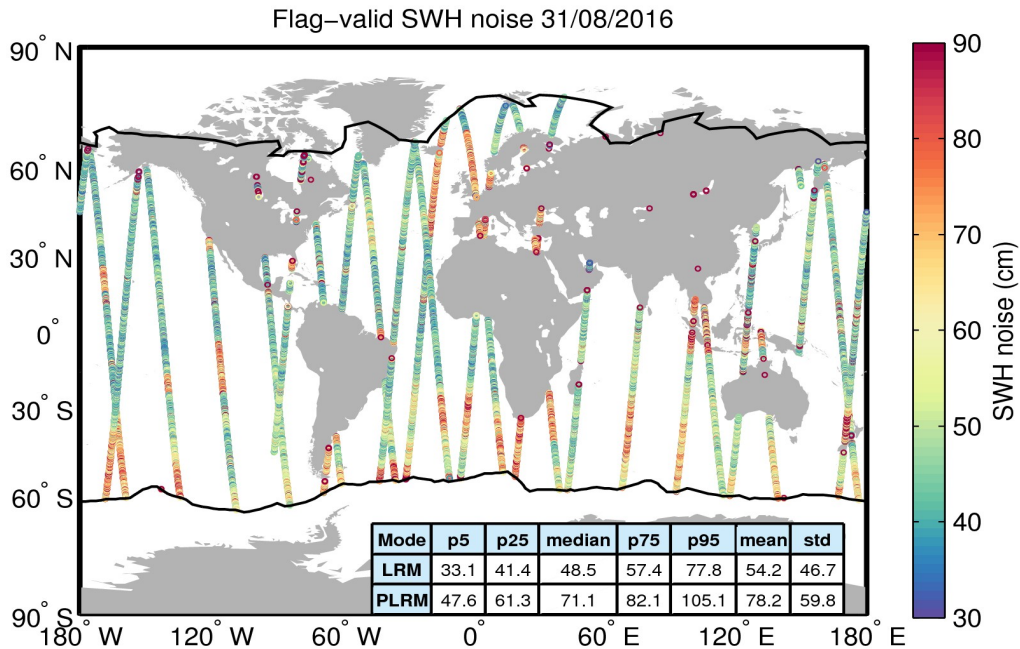 Flag−valid SWH noise 31/08/2016
90° N
60° N
30° N
0°
30° S
60° S
90° S
180° W
120° W
60° W
0°
60° E
120° E
180° E
Mode p5 p25 median p75 p95 mean std
LRM 33.1 41.4 48.5 57.4 77.8 54.2 46.7
PLRM 47.6 61.3 71.1 82.1 105.1 78.2 59.8
90
80
70
60
50
40
30
SWH noise (cm)